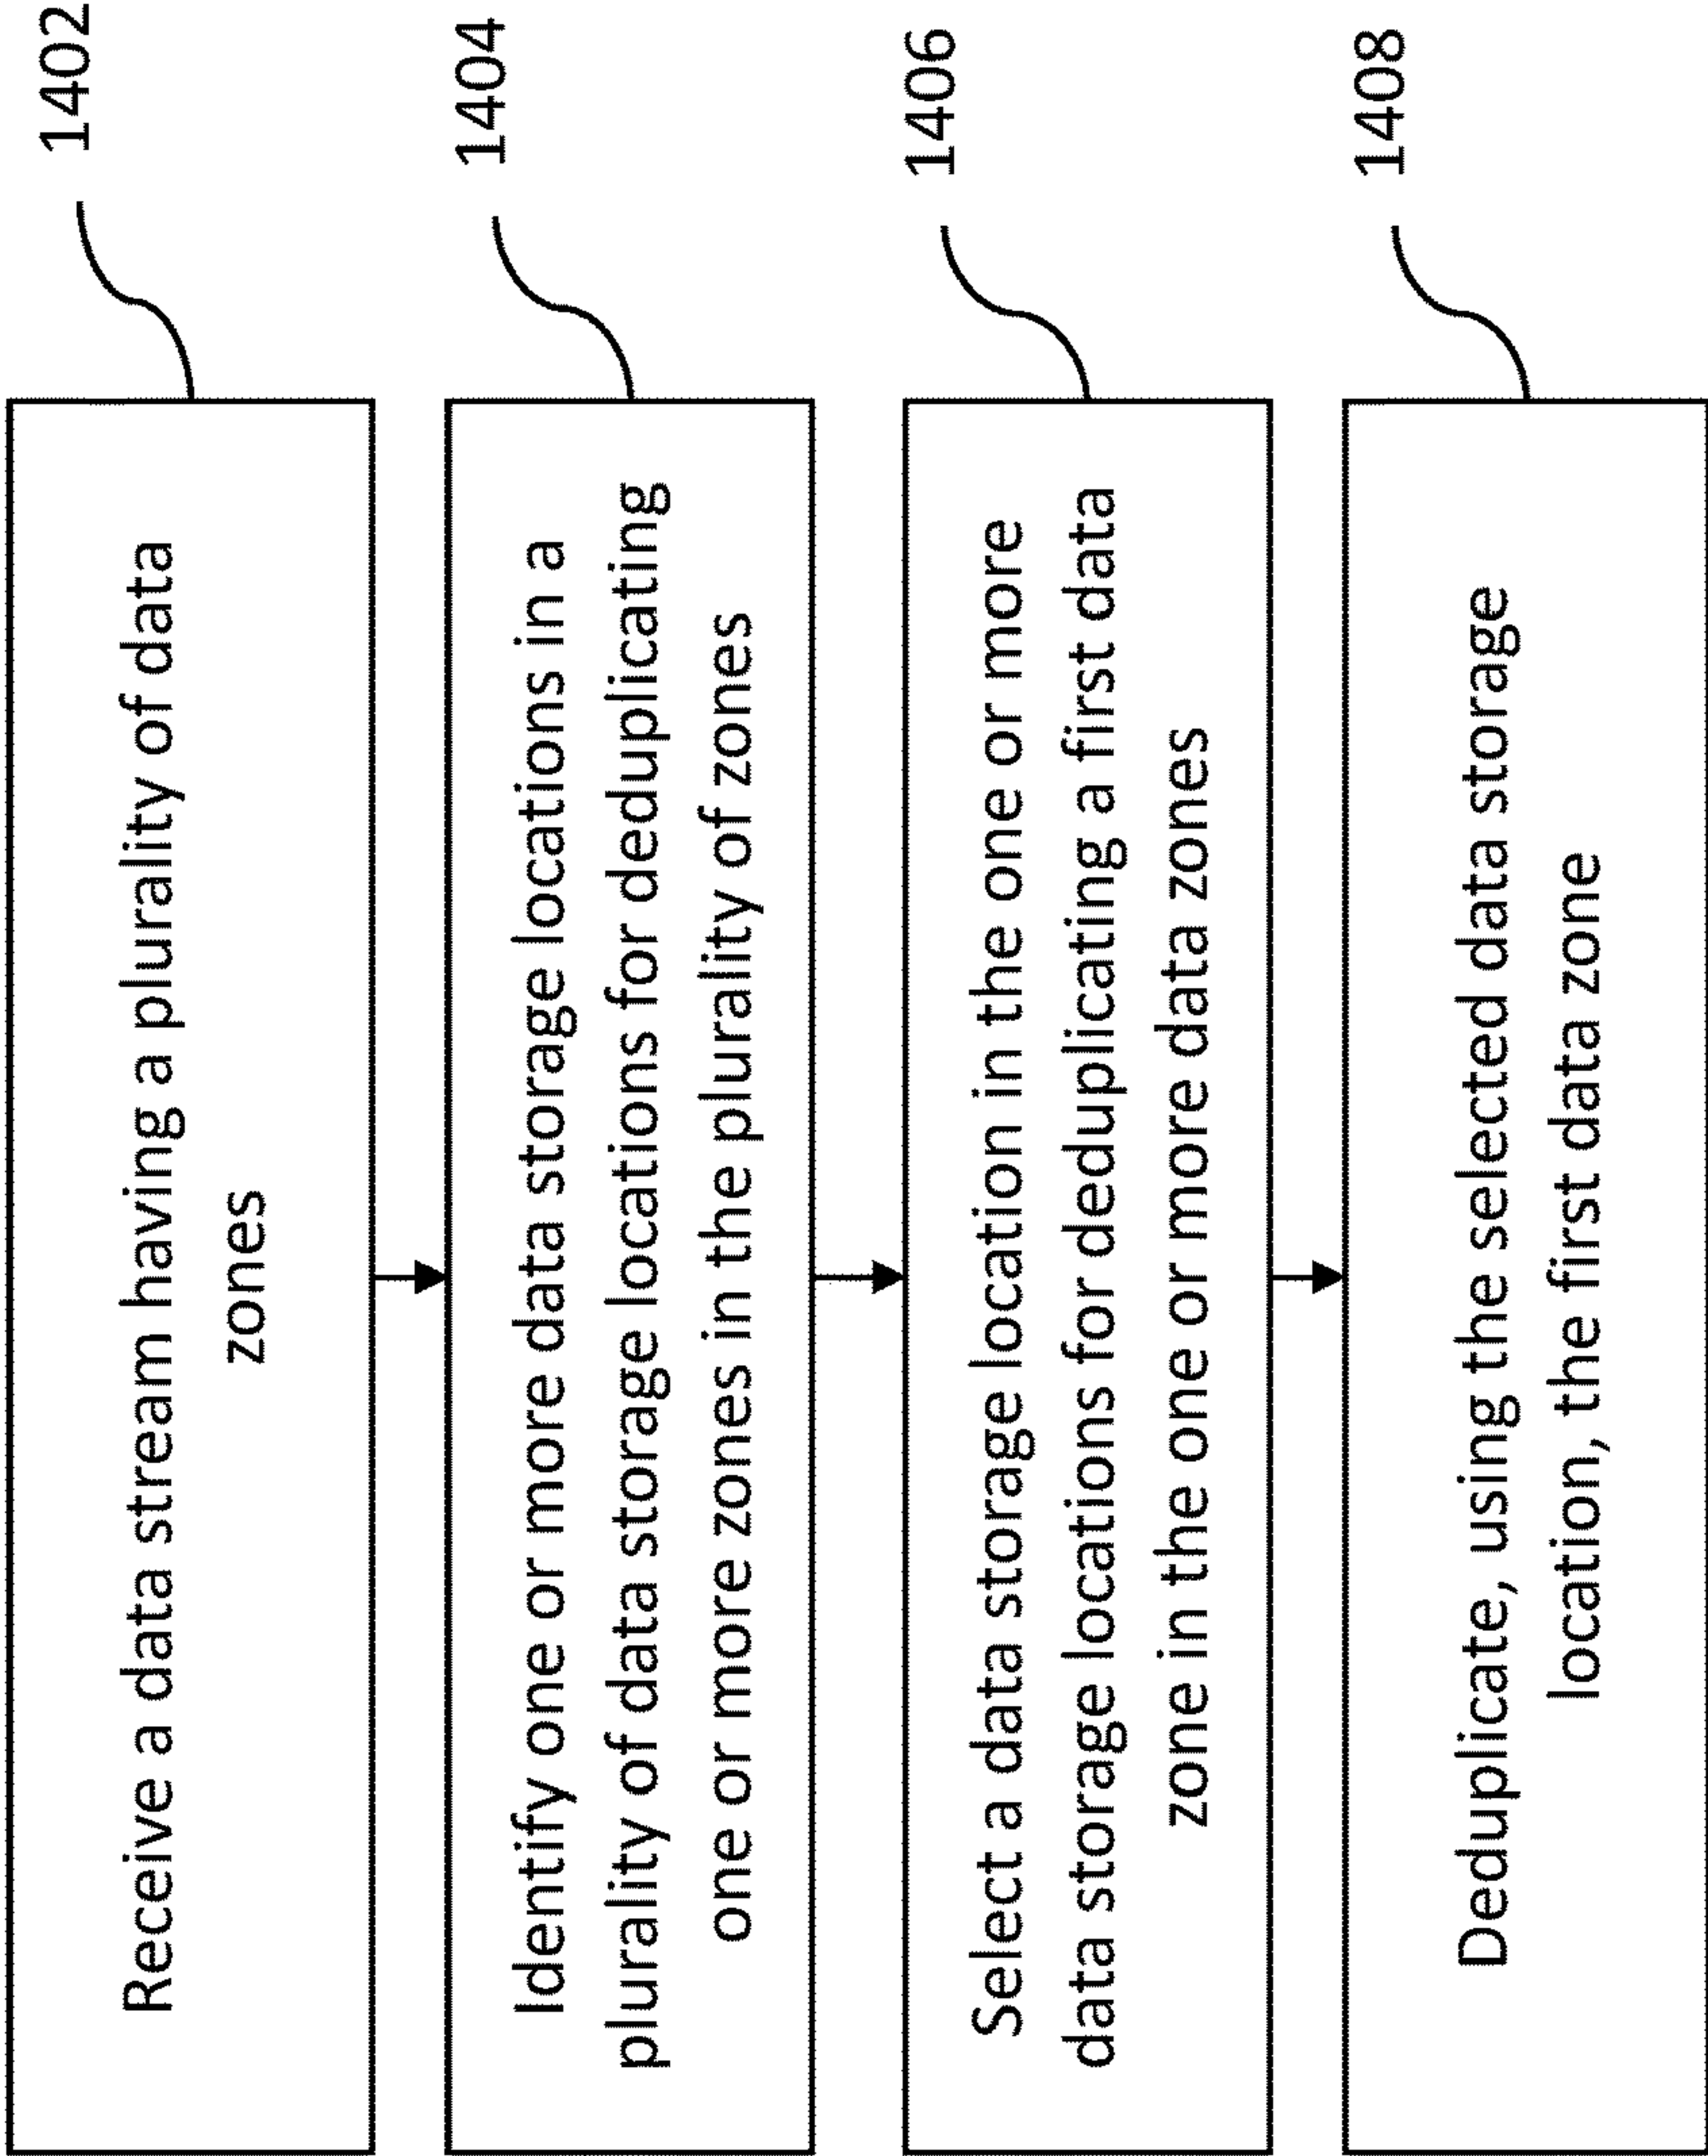 Receive a data stream having a plurality of data
zones
1402
Identify one or more data storage locations in a
plurality of data storage locations for deduplicating
one or more zones in the plurality of zones
1404
Select a data storage location in the one or more
data storage locations for deduplicating a first data
zone in the one or more data zones
1406
Deduplicate, using the selected data storage
location, the first data zone
1408